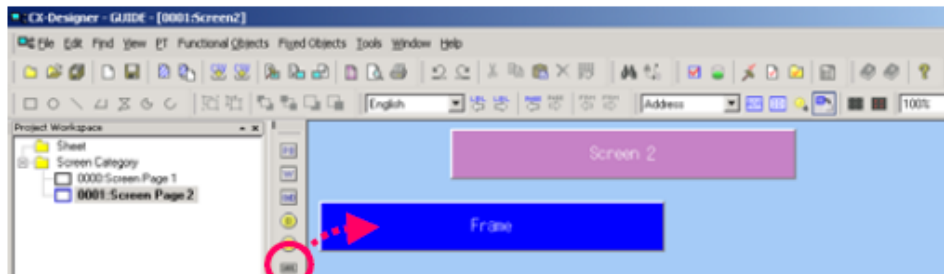 CX-Designer - GUIDE - [0001:Screen2]
File Edit Find View PT Functional Objects Fixed Objects Tools Window Help
English Address 100%
Project Workspace
Sheet
Screen Category
0000:Screen Page 1
0001:Screen Page 2
Screen 2
Frame